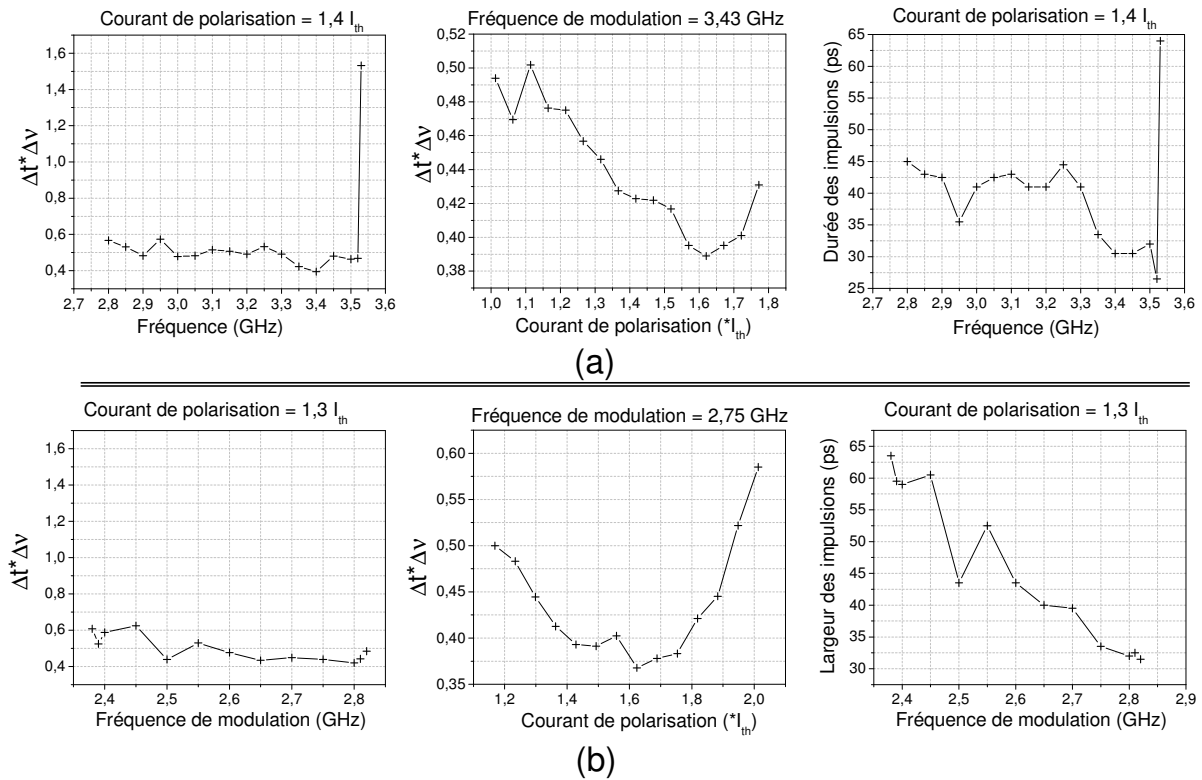 Courant de polarisation = 1,4 I_th
Δt*Δν
1,6
1,4
1,2
1,0
0,8
0,6
0,4
2,7 2,8 2,9 3,0 3,1 3,2 3,3 3,4 3,5 3,6
Fréquence (GHz)
Fréquence de modulation = 3,43 GHz
Δt*Δν
0,52
0,50
0,48
0,46
0,44
0,42
0,40
0,38
1,0 1,1 1,2 1,3 1,4 1,5 1,6 1,7 1,8
Courant de polarisation (*I_th)
Courant de polarisation = 1,4 I_th
Durée des impulsions (ps)
65
60
55
50
45
40
35
30
25
2,7 2,8 2,9 3,0 3,1 3,2 3,3 3,4 3,5 3,6
Fréquence (GHz)
(a)
Courant de polarisation = 1,3 I_th
Δt*Δν
1,6
1,4
1,2
1,0
0,8
0,6
0,4
2,4 2,5 2,6 2,7 2,8
Fréquence de modulation (GHz)
Fréquence de modulation = 2,75 GHz
Δt*Δν
0,60
0,55
0,50
0,45
0,40
0,35
1,2 1,4 1,6 1,8 2,0
Courant de polarisation (*I_th)
Courant de polarisation = 1,3 I_th
Largeur des impulsions (ps)
65
60
55
50
45
40
35
30
2,4 2,5 2,6 2,7 2,8 2,9
Fréquence de modulation (GHz)
(b)